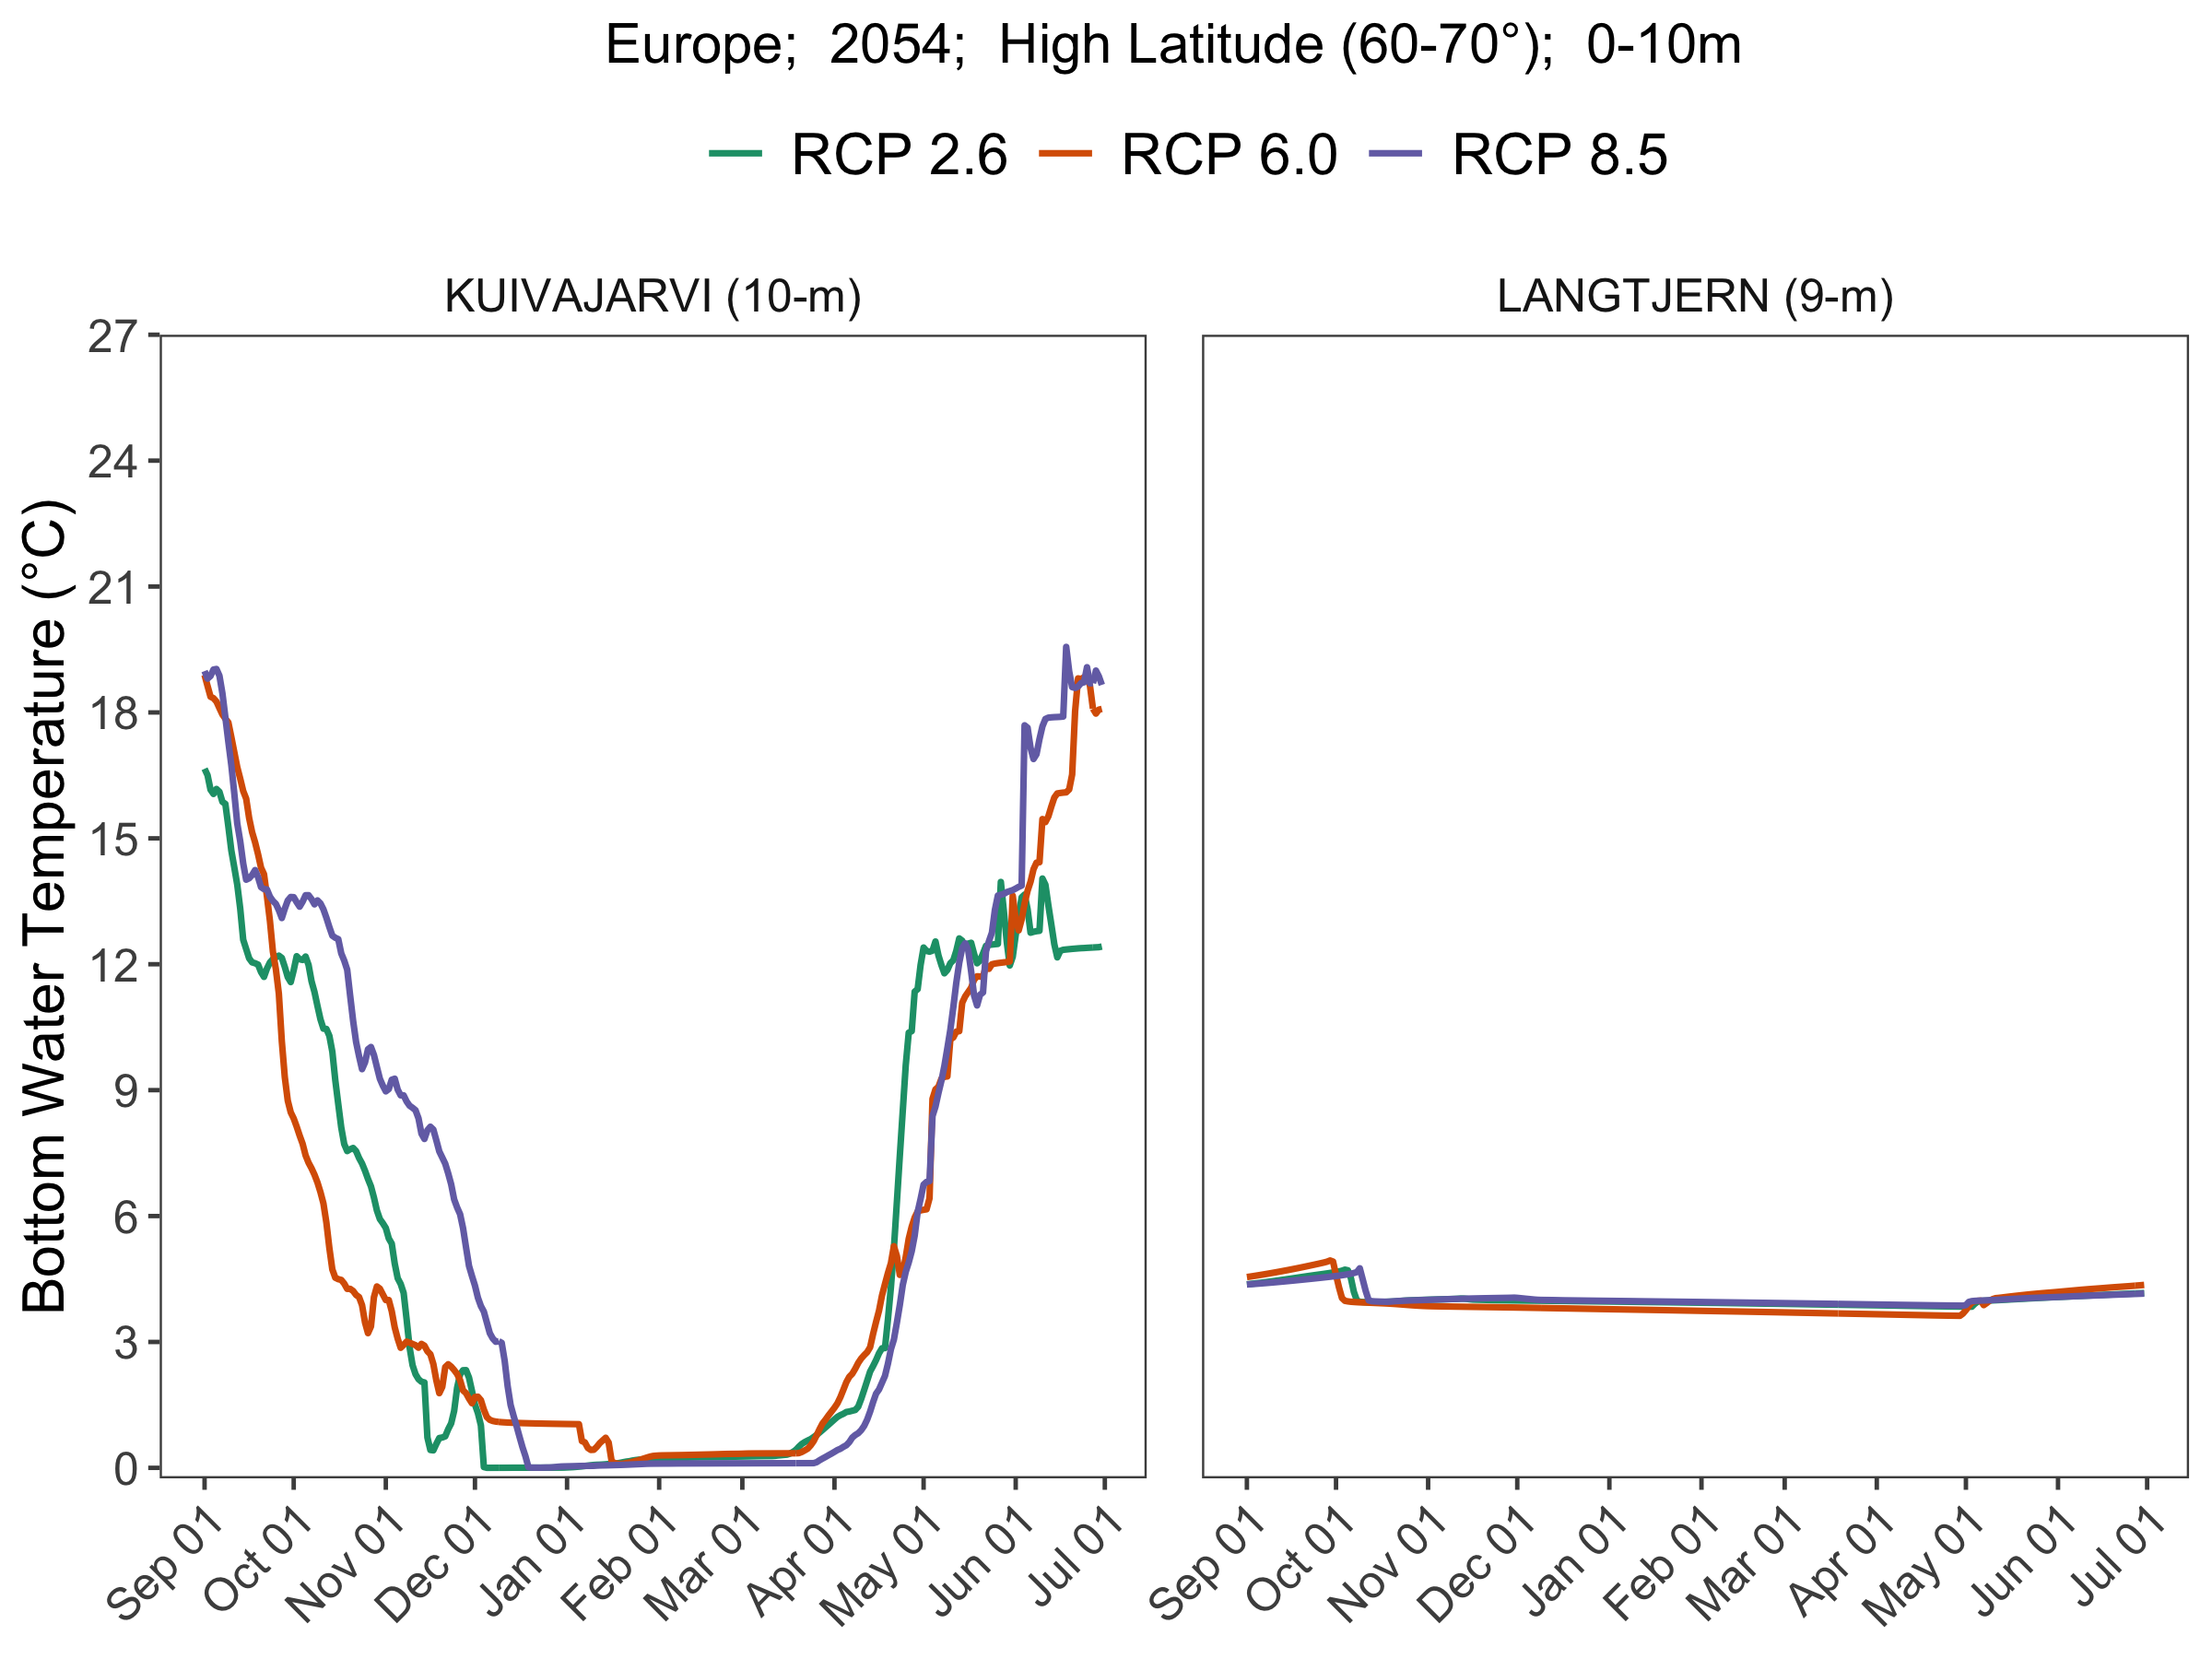 Europe;  2054;  High Latitude (60-70°);  0-10m
RCP 2.6  RCP 6.0  RCP 8.5
KUIVAJARVI (10-m)
LANGTJERN (9-m)
Bottom Water Temperature (°C)
27
24
21
18
15
12
9
6
3
0
Sep 01
Oct 01
Nov 01
Dec 01
Jan 01
Feb 01
Mar 01
Apr 01
May 01
Jun 01
Jul 01
Sep 01
Oct 01
Nov 01
Dec 01
Jan 01
Feb 01
Mar 01
Apr 01
May 01
Jun 01
Jul 01